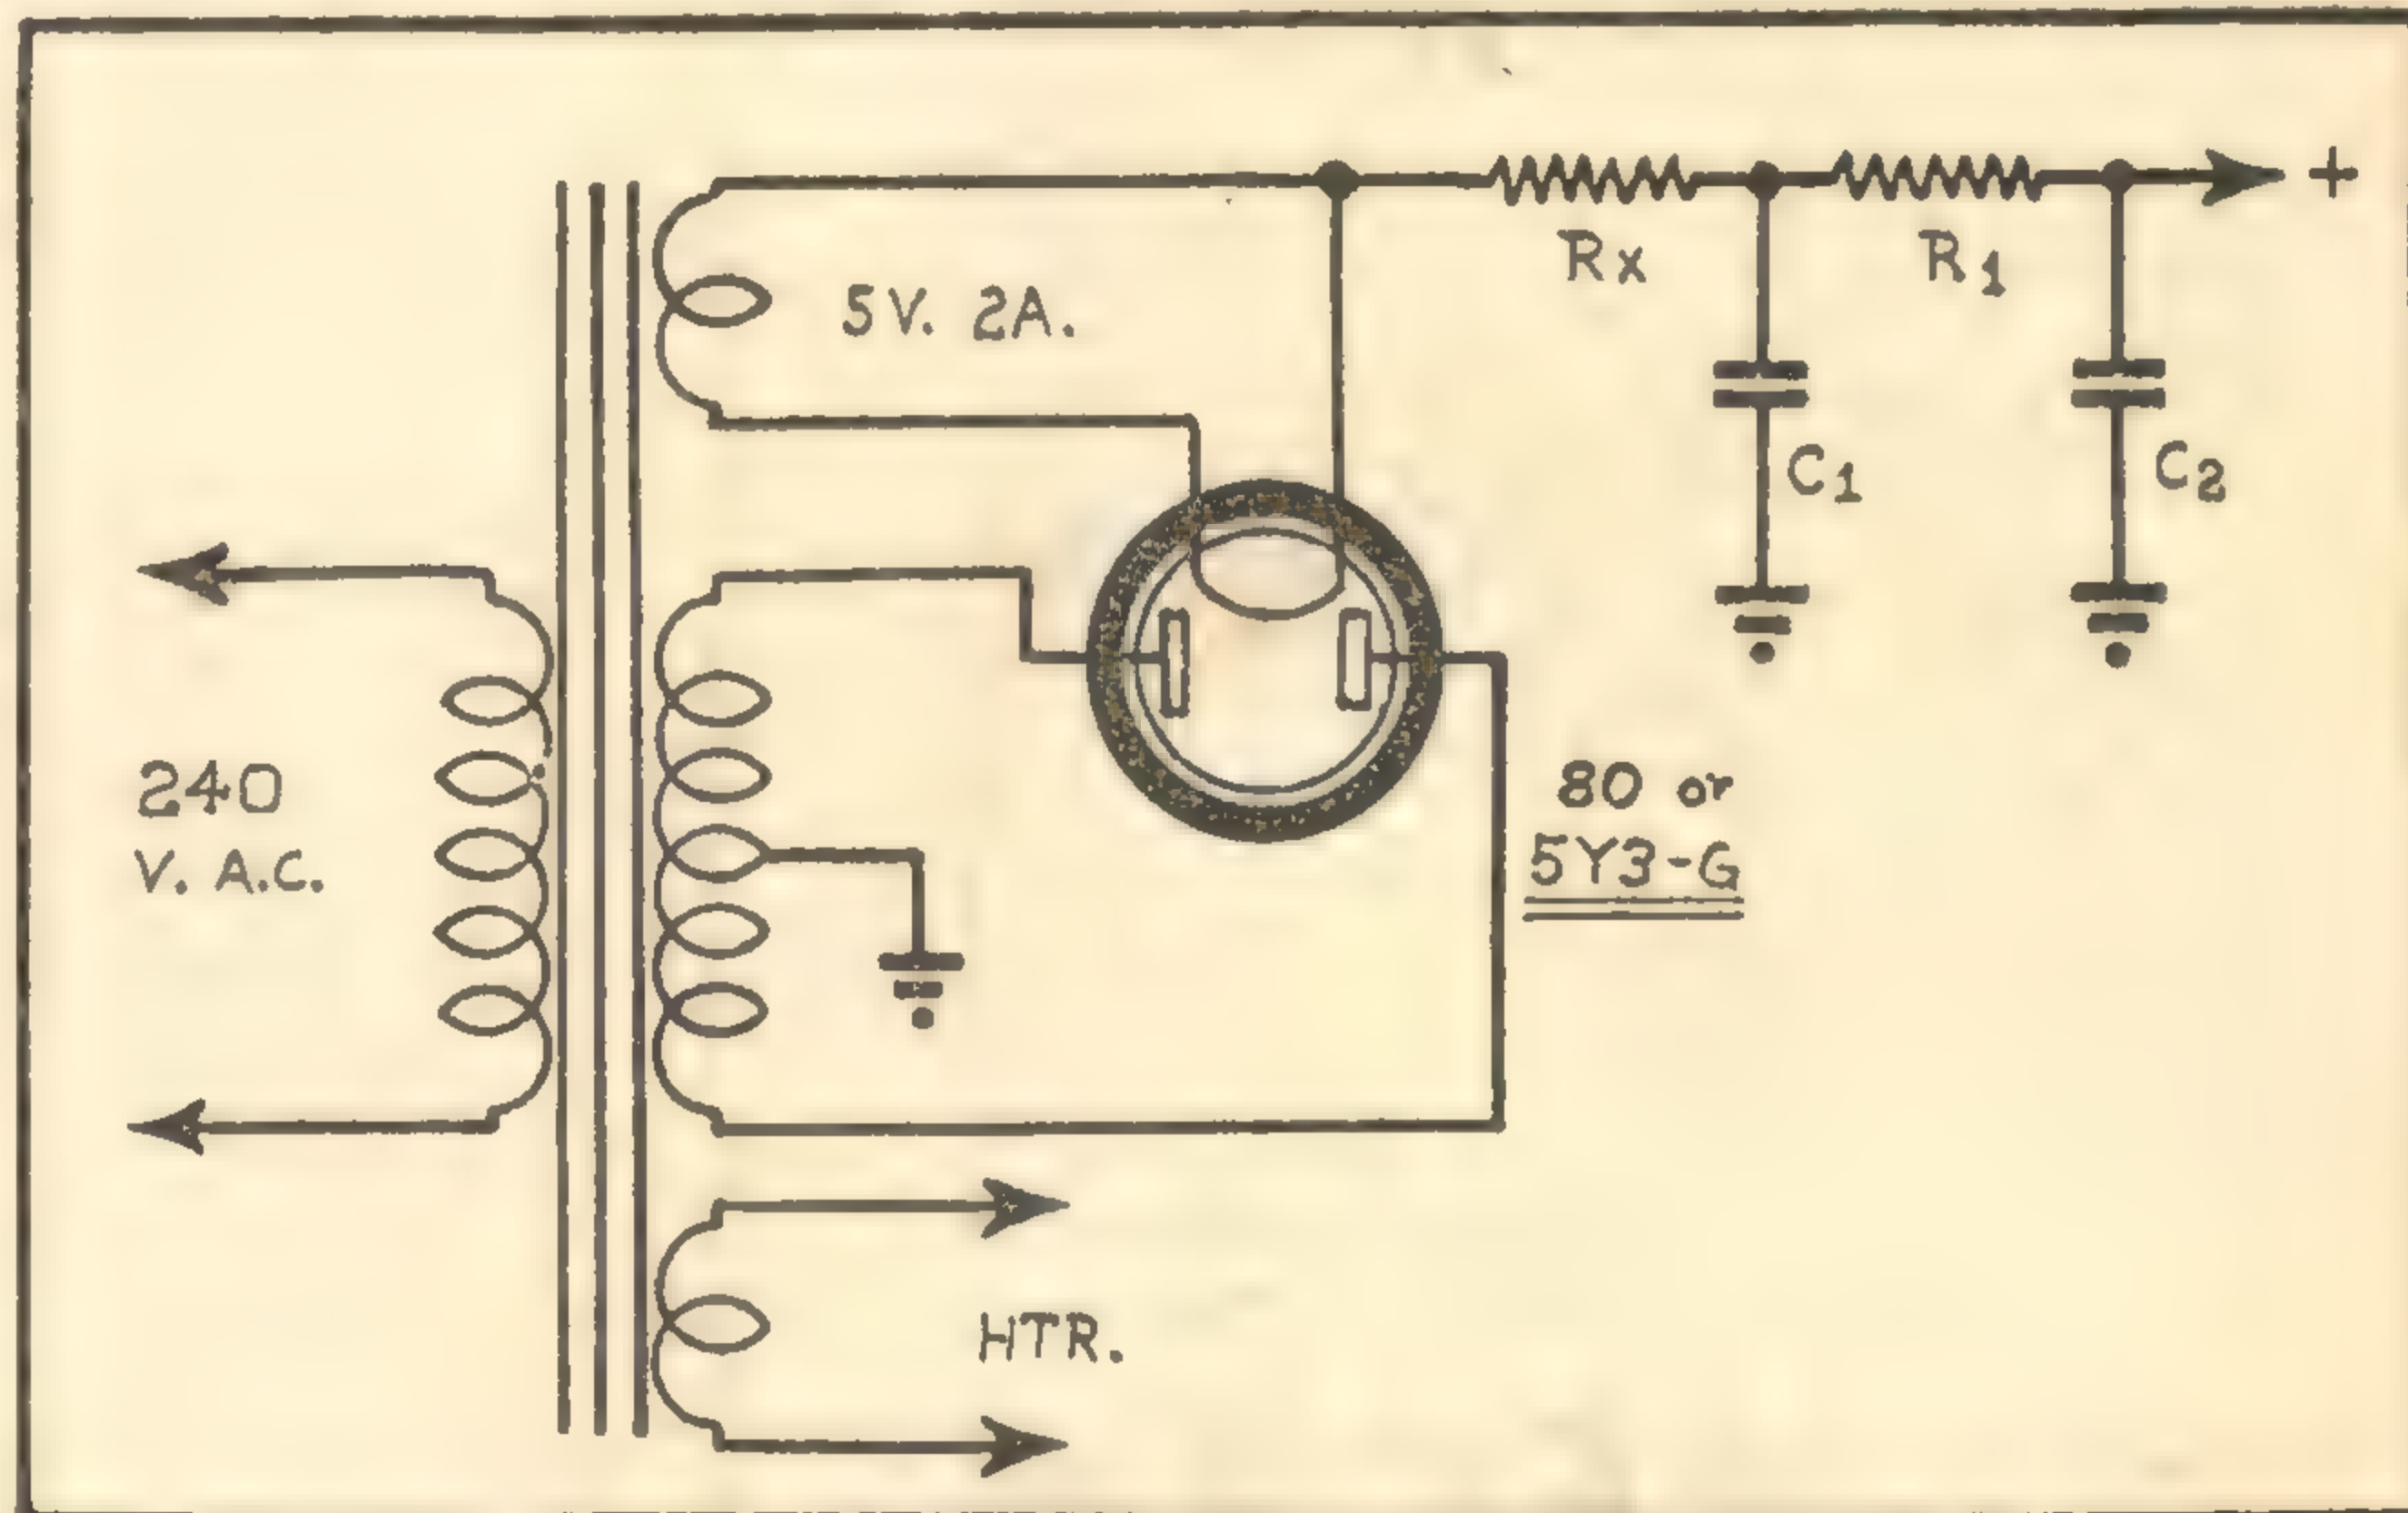 +
Rx
R1
5V. 2A.
C1
C2
240
V. A.C.
80 or
5Y3-G
HTR.